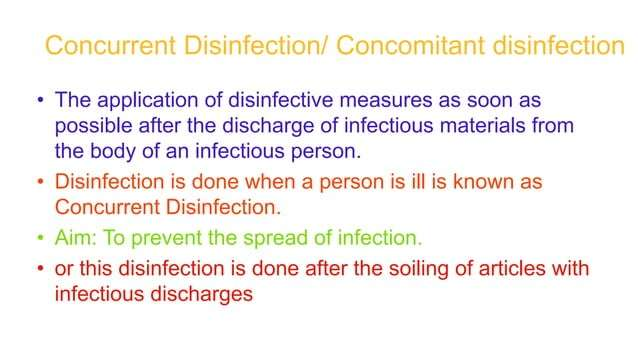 Concurrent Disinfection/ Concomitant disinfection
• The application of disinfective measures as soon as
possible after the discharge of infectious materials from
the body of an infectious person.
• Disinfection is done when a person is ill is known as
Concurrent Disinfection.
• Aim: To prevent the spread of infection.
• or this disinfection is done after the soiling of articles with
infectious discharges